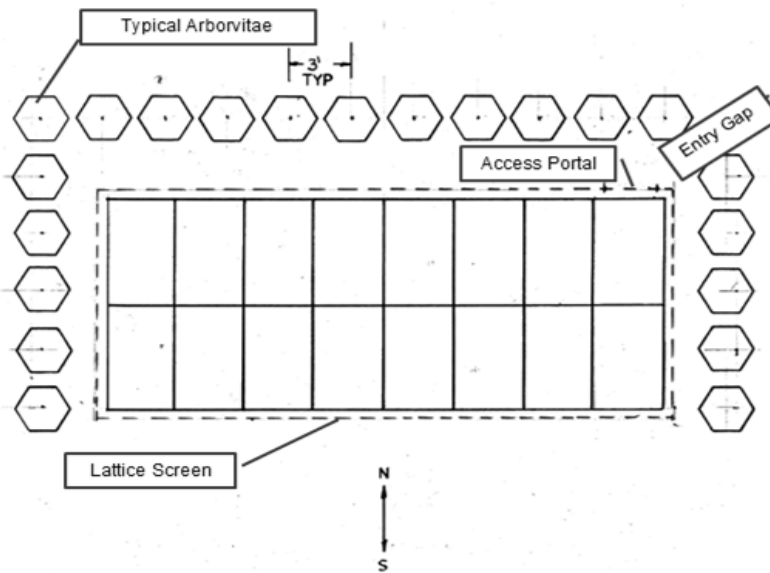 Typical Arborvitae
3'
TYP
Entry Gap
Access Portal
Lattice Screen
N
S